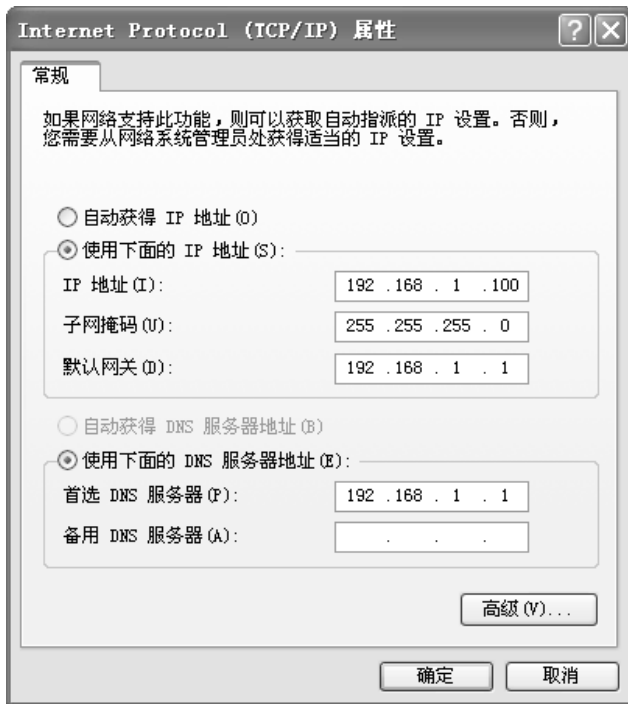 Internet Protocol (TCP/IP) 属性
常规
如果网络支持此功能，则可以获取自动指派的 IP 设置。否则，
您需要从网络系统管理员处获得适当的 IP 设置。
自动获得 IP 地址(O)
使用下面的 IP 地址(S):
IP 地址(I): 192 .168 . 1 .100
子网掩码(U): 255 .255 .255 . 0
默认网关(D): 192 .168 . 1 . 1
自动获得 DNS 服务器地址(B)
使用下面的 DNS 服务器地址(E):
首选 DNS 服务器(P): 192 .168 . 1 . 1
备用 DNS 服务器(A): . . .
高级(V)...
确定 取消